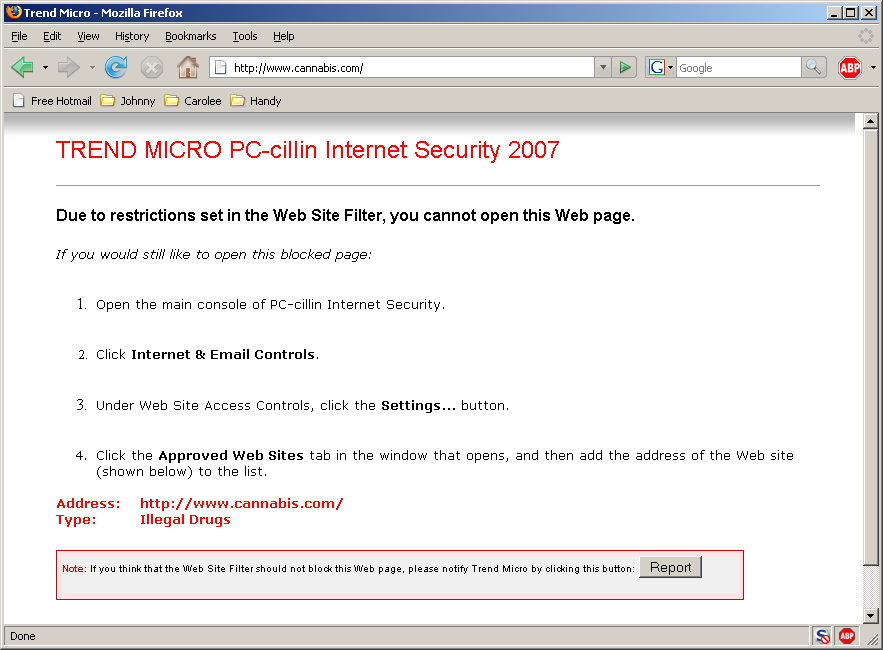 Trend Micro - Mozilla Firefox
File Edit View History Bookmarks Tools Help
http://www.cannabis.com/ G Google ABP
Free Hotmail Johnny Carolee Handy
TREND MICRO PC-cillin Internet Security 2007
Due to restrictions set in the Web Site Filter, you cannot open this Web page.
If you would still like to open this blocked page:
1. Open the main console of PC-cillin Internet Security.
2. Click Internet & Email Controls.
3. Under Web Site Access Controls, click the Settings... button.
4. Click the Approved Web Sites tab in the window that opens, and then add the address of the Web site
(shown below) to the list.
Address: http://www.cannabis.com/
Type: Illegal Drugs
Note: If you think that the Web Site Filter should not block this Web page, please notify Trend Micro by clicking this button: Report
Done S ABP